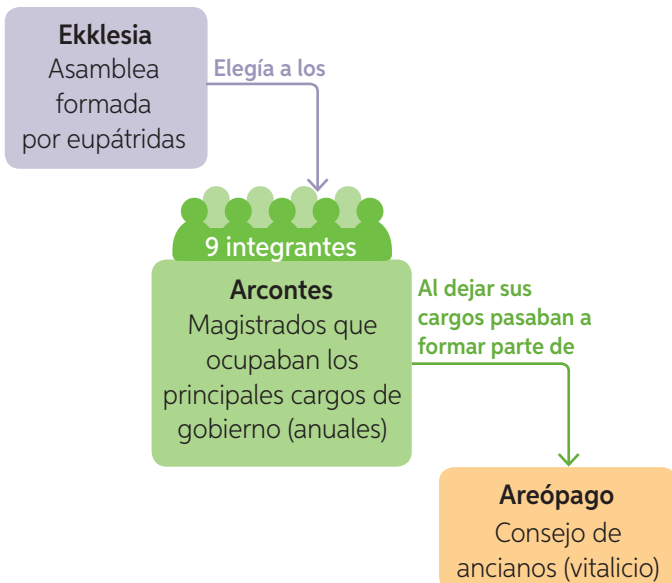 Ekklesia
Asamblea
formada
por eupátridas
Elegía a los
9 integrantes
Arcontes
Magistrados que
ocupaban los
principales cargos de
gobierno (anuales)
Al dejar sus
cargos pasaban a
formar parte de
Areópago
Consejo de
ancianos (vitalicio)